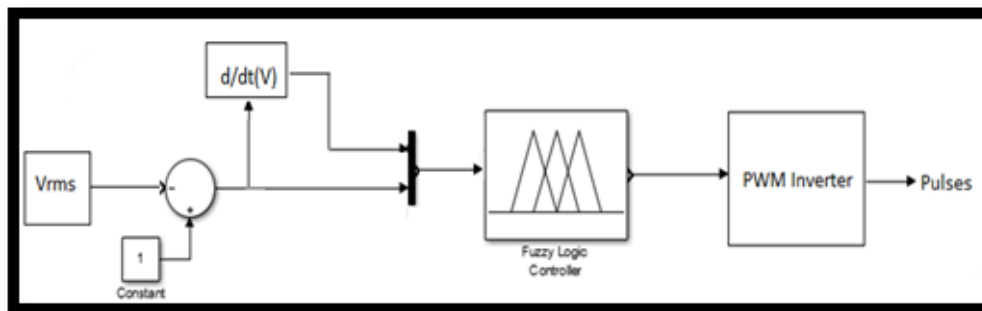 d/dt(V)
Vrms
-
+
1
Constant
Fuzzy Logic
Controller
PWM Inverter
Pulses